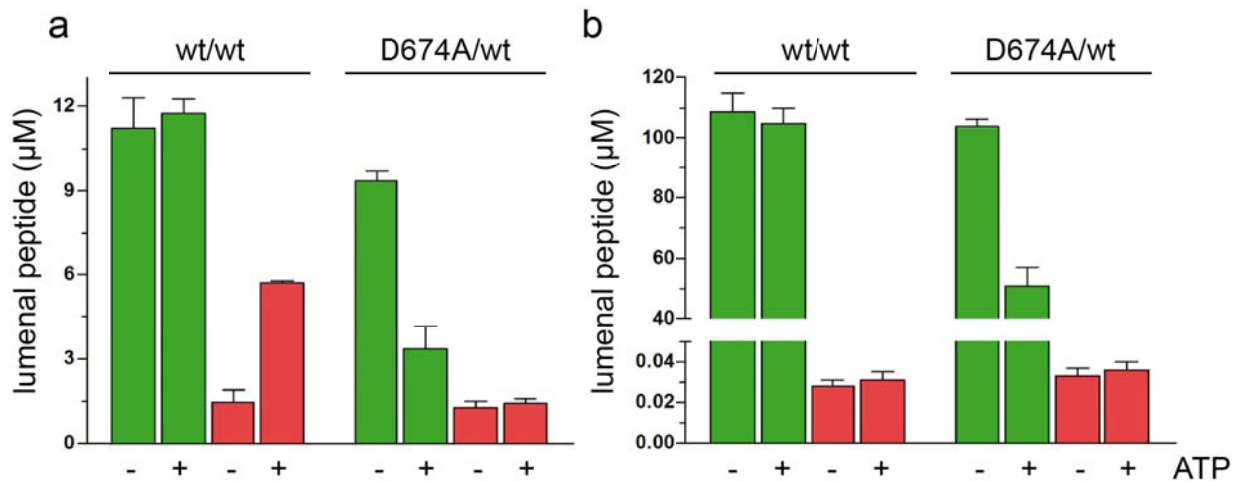 a
wt/wt
D674A/wt
lumenal peptide (µM)
12
9
6
3
0
- + - + - + - +
b
wt/wt
D674A/wt
lumenal peptide (µM)
120
100
80
60
40
0.04
0.02
0.00
- + - + - + - + ATP